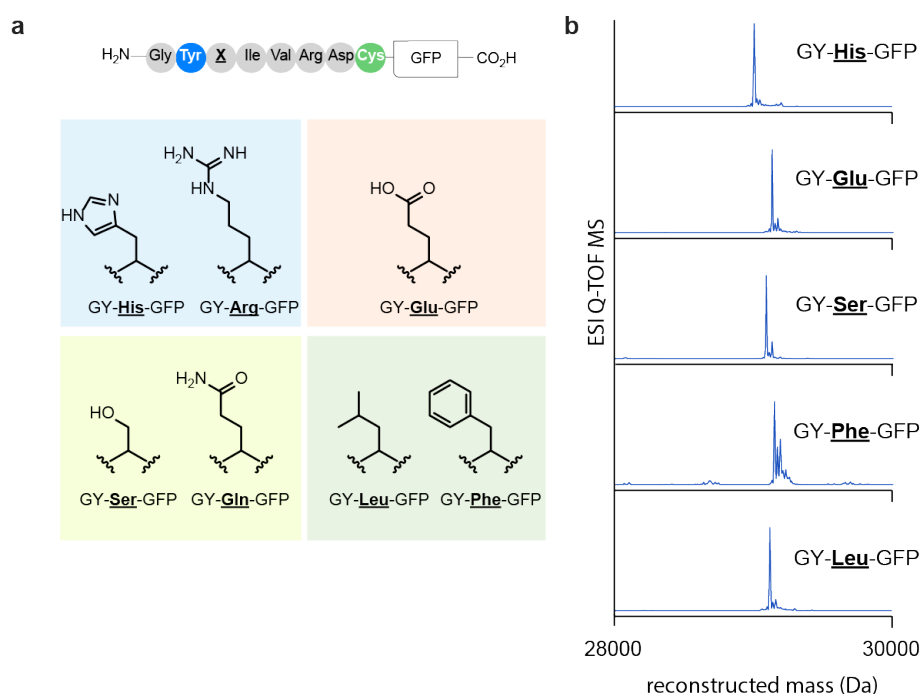 a
H₂N Gly Tyr X Ile Val Arg Asp Cys GFP CO₂H
H₂N NH
HN
N
HN
GY-His-GFP GY-Arg-GFP
HO O
GY-Glu-GFP
H₂N O
HO
GY-Ser-GFP GY-Gln-GFP
GY-Leu-GFP GY-Phe-GFP
b
GY-His-GFP
GY-Glu-GFP
GY-Ser-GFP
GY-Phe-GFP
GY-Leu-GFP
ESI Q-TOF MS
28000 30000
reconstructed mass (Da)